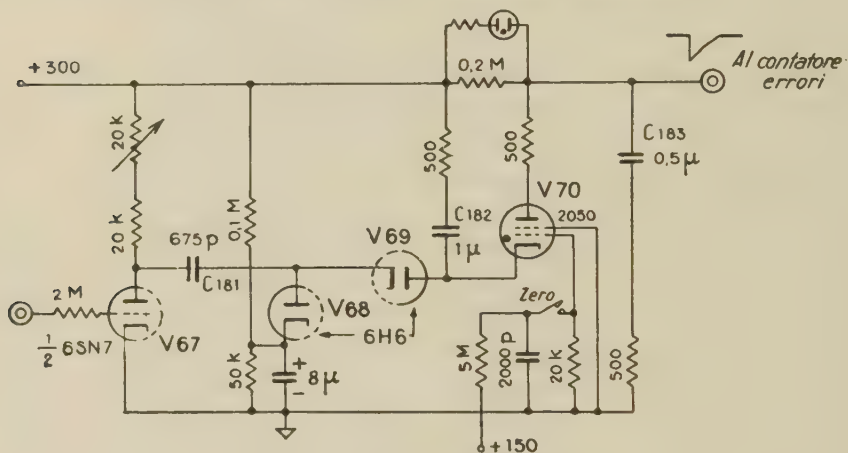 +300
0,2 M
Al contatore
errori
20 k
20 k
0,1 M
500
500
C183
0,5 μ
V70
2050
C182
1 μ
V69
675 p
C181
2 M
1/2 6SN7
V67
V68
6H6
Zero
5 M
2000 p
20 k
500
50 k
+
8 μ
-
+150